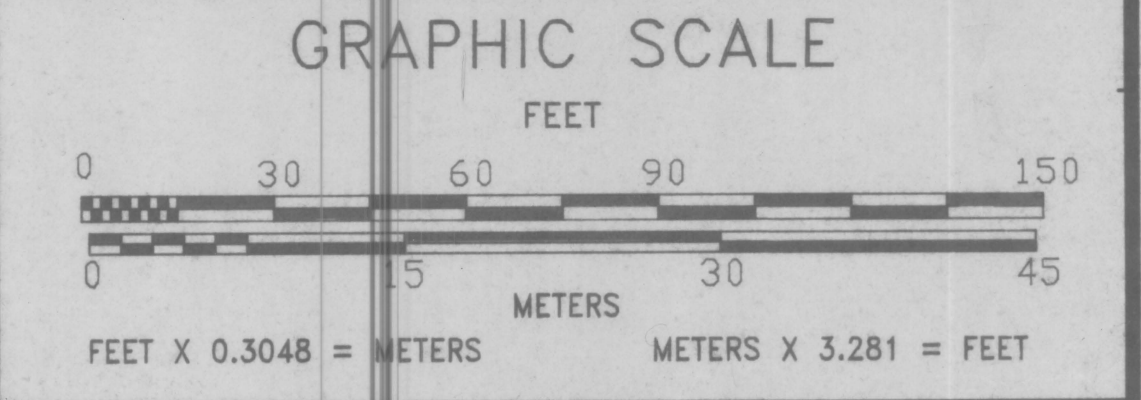 GRAPHIC SCALE
FEET
0 30 60 90 150
0 15 30 45
METERS
FEET X 0.3048 = METERS METERS X 3.281 = FEET